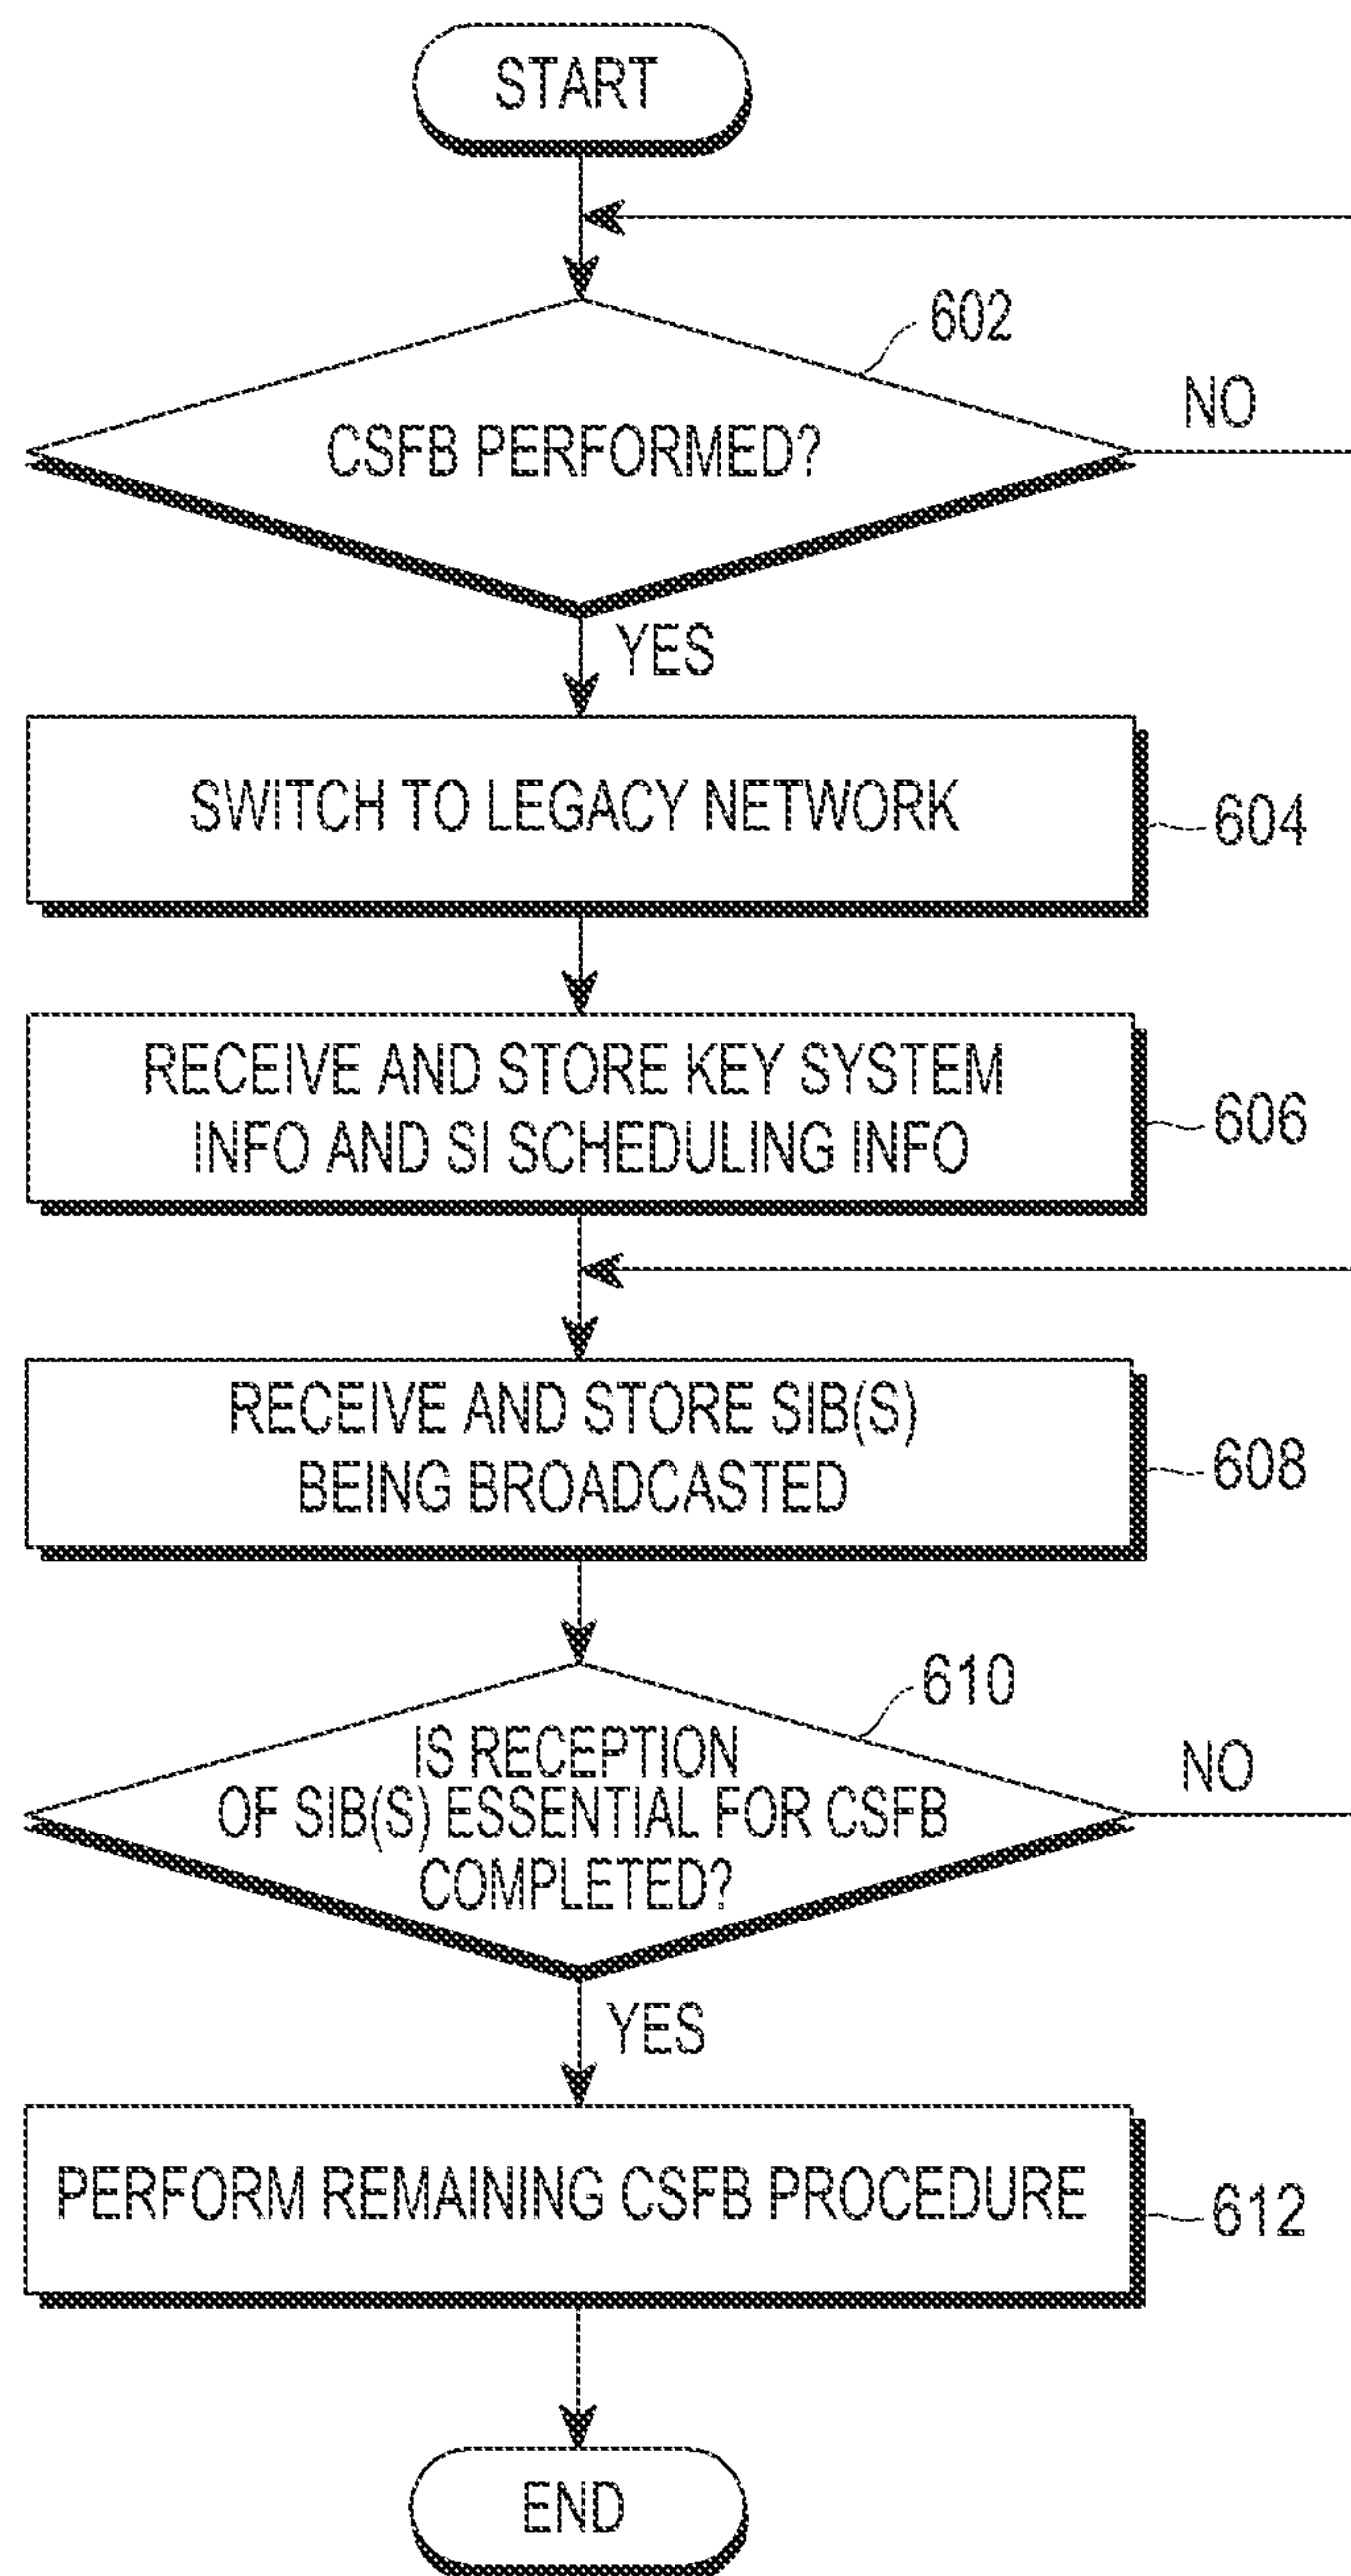 START
602
NO
CSFB PERFORMED?
YES
SWITCH TO LEGACY NETWORK
604
RECEIVE AND STORE KEY SYSTEM
INFO AND SI SCHEDULING INFO
606
RECEIVE AND STORE SIB(S)
BEING BROADCASTED
608
610
IS RECEPTION
OF SIB(S) ESSENTIAL FOR CSFB
COMPLETED?
NO
YES
PERFORM REMAINING CSFB PROCEDURE
612
END